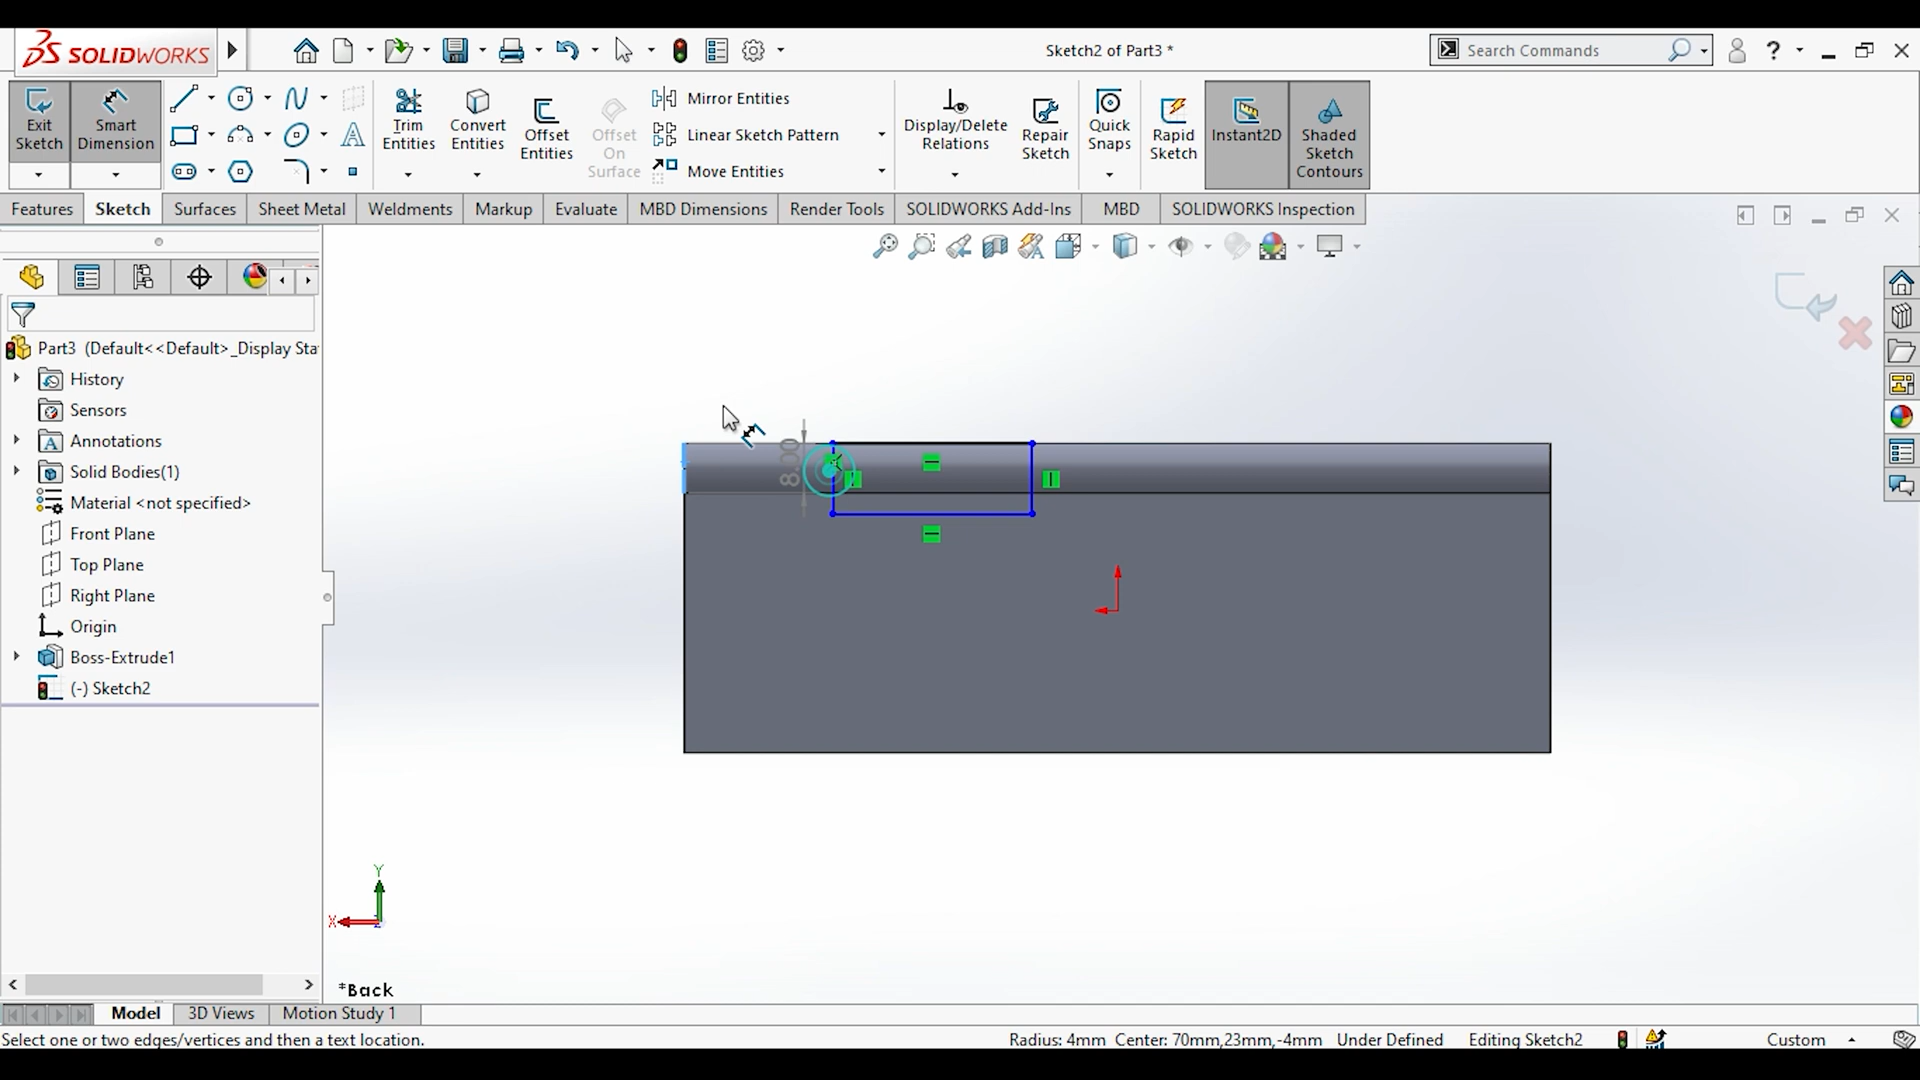 SOLIDWORKS
Sketch2 of Part3 *
Search Commands
?
Exit Sketch
Smart Dimension
Trim Entities
Convert Entities
Offset Entities
Offset On Surface
Mirror Entities
Linear Sketch Pattern
Move Entities
Display/Delete Relations
Repair Sketch
Quick Snaps
Rapid Sketch
Instant2D
Shaded Sketch Contours
Features
Sketch
Surfaces
Sheet Metal
Weldments
Markup
Evaluate
MBD Dimensions
Render Tools
SOLIDWORKS Add-Ins
MBD
SOLIDWORKS Inspection
Part3 (Default<<Default>_Display Sta
History
Sensors
Annotations
Solid Bodies(1)
Material <not specified>
Front Plane
Top Plane
Right Plane
Origin
Boss-Extrude1
(-) Sketch2
8.00
Y
X
Z
*Back
Model
3D Views
Motion Study 1
Select one or two edges/vertices and then a text location.
Radius: 4mm Center: 70mm,23mm,-4mm Under Defined Editing Sketch2 Custom